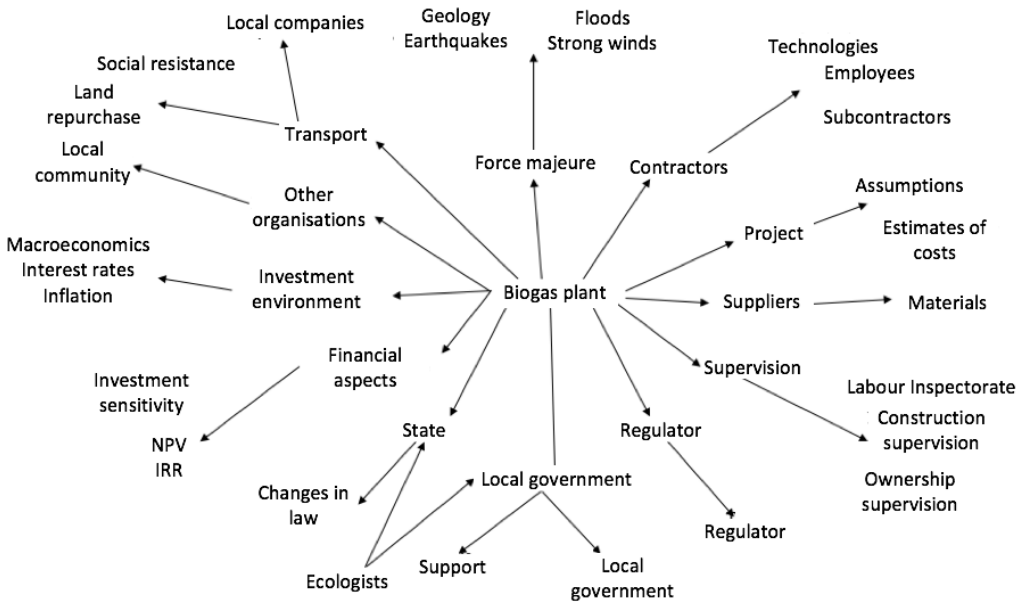 Local companies
Geology
Earthquakes
Floods
Strong winds
Technologies
Employees
Subcontractors
Social resistance
Land
repurchase
Transport
Local
community
Force majeure
Contractors
Other
organisations
Assumptions
Project
Estimates of
costs
Macroeconomics
Interest rates
Inflation
Investment
environment
Biogas plant
Suppliers
Materials
Financial
aspects
Supervision
Investment
sensitivity
NPV
IRR
Labour Inspectorate
Construction
supervision
Ownership
supervision
State
Regulator
Changes in
law
Local government
Regulator
Ecologists
Support
Local
government